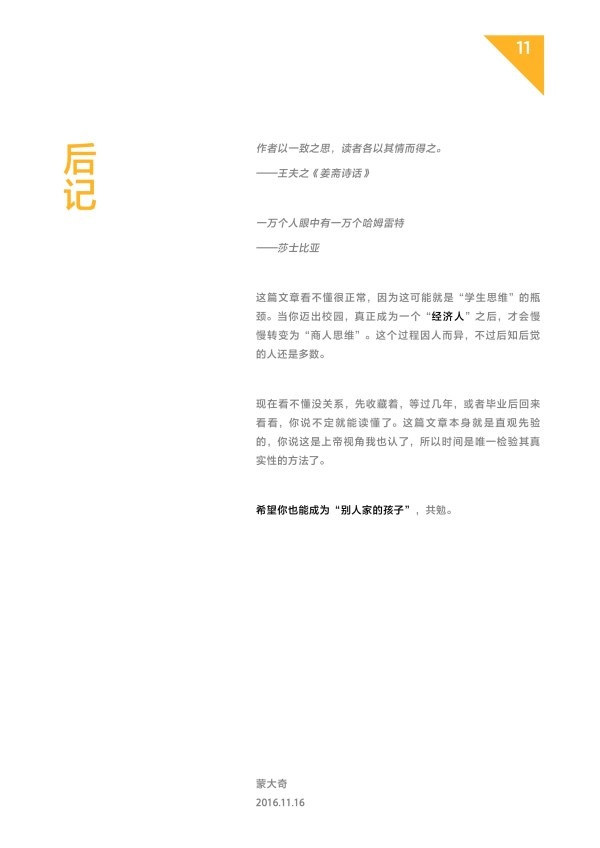 11
后
记
作者以一致之思，读者各以其情而得之。
——王夫之《姜斋诗话》
一万个人眼中有一万个哈姆雷特
——莎士比亚
这篇文章看不懂很正常，因为这可能就是“学生思维”的瓶
颈。当你迈出校园，真正成为一个“经济人”之后，才会慢
慢转变为“商人思维”。这个过程因人而异，不过后知后觉
的人还是多数。
现在看不懂没关系，先收藏着，等过几年，或者毕业后回来
看看，你说不定就能读懂了。这篇文章本身就是直观先验
的，你说这是上帝视角我也认了，所以时间是唯一检验其真
实性的方法了。
希望你也能成为“别人家的孩子”，共勉。
蒙大奇
2016.11.16